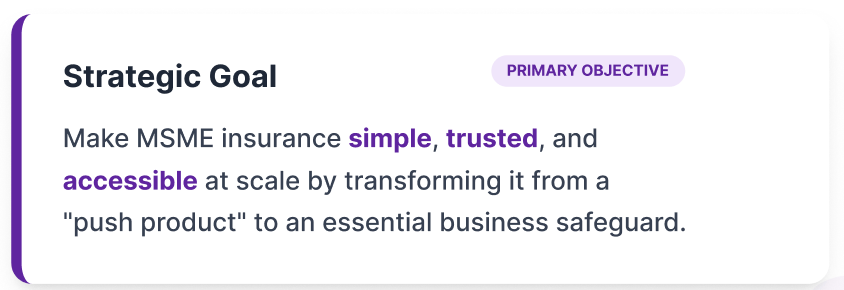 Strategic Goal
PRIMARY OBJECTIVE
Make MSME insurance simple, trusted, and
accessible at scale by transforming it from a
"push product" to an essential business safeguard.